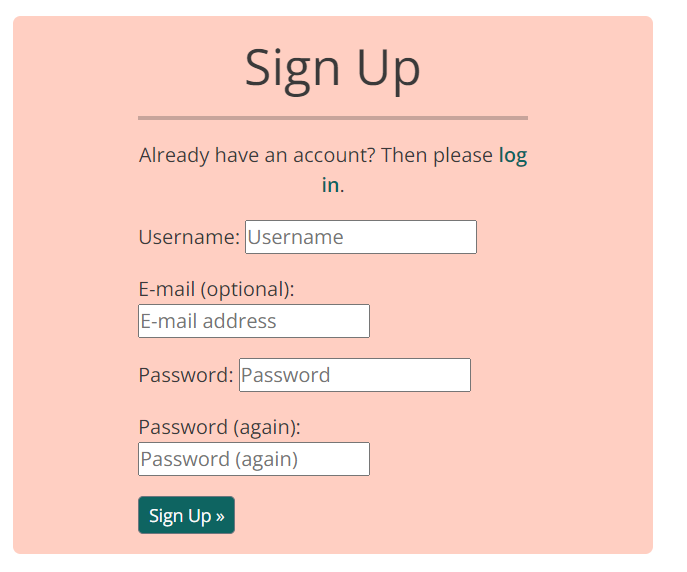 Sign Up
Already have an account? Then please log
in.
Username: Username
E-mail (optional):
E-mail address
Password: Password
Password (again):
Password (again)
Sign Up »